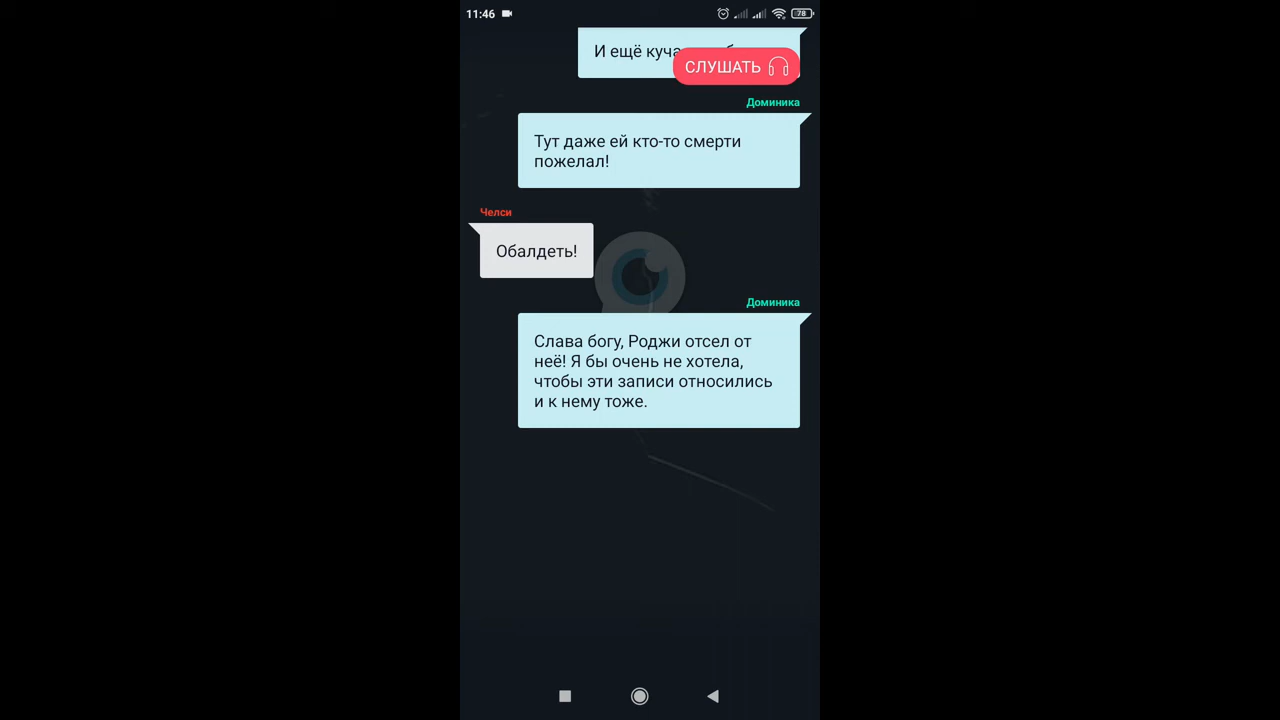 11:46
78
И ещё куча
СЛУШАТЬ
Доминика
Тут даже ей кто-то смерти
пожелал!
Челси
Обалдеть!
Доминика
Слава богу, Роджи отсел от
неё! Я бы очень не хотела,
чтобы эти записи относились
и к нему тоже.